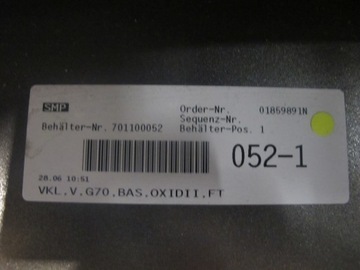 SMP
Order-Nr. 01859891N
Sequenz-Nr.
Behälter-Nr. 701100052 Behälter-Pos. 1
052-1
28.06 10:51
VKL.V.G70.BAS.OXIDII.FT